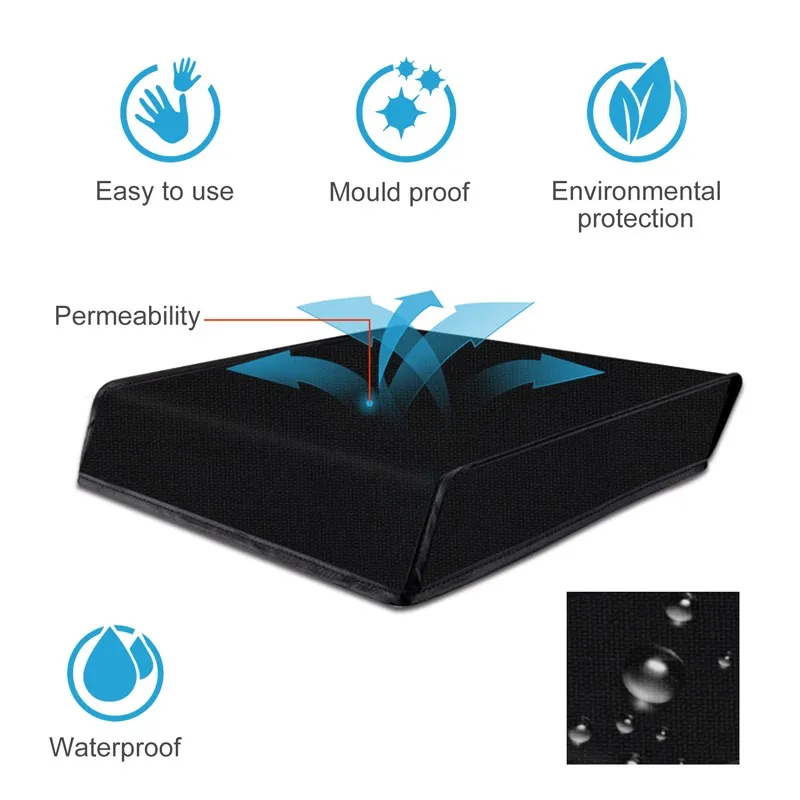 Easy to use
Mould proof
Environmental
protection
Permeability
Waterproof